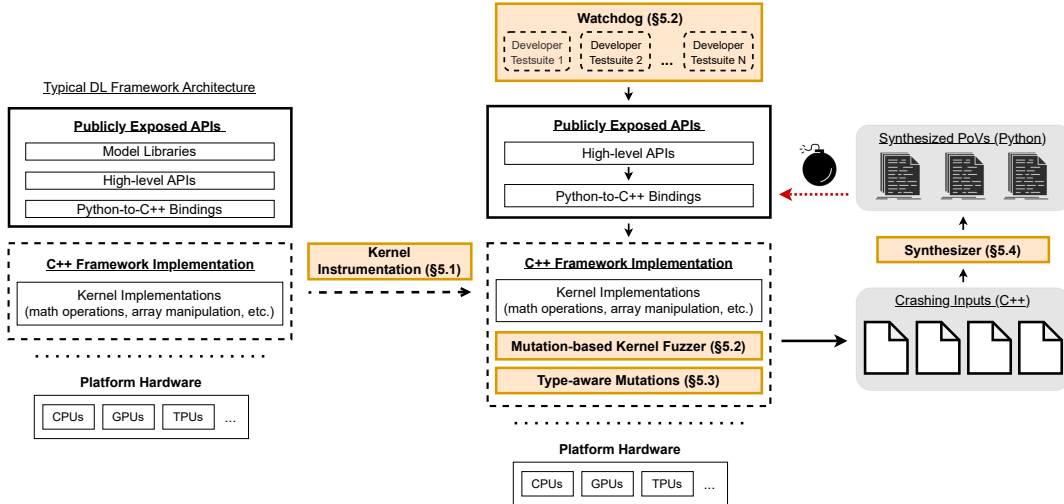 Typical DL Framework Architecture
Publicly Exposed APIs
Model Libraries
High-level APIs
Python-to-C++ Bindings
C++ Framework Implementation
Kernel Implementations
(math operations, array manipulation, etc.)
Platform Hardware
CPUs
GPUs
TPUs
...
Kernel
Instrumentation (§5.1)
Watchdog (§5.2)
Developer
Testsuite 1
Developer
Testsuite 2
...
Developer
Testsuite N
Publicly Exposed APIs
High-level APIs
Python-to-C++ Bindings
C++ Framework Implementation
Kernel Implementations
(math operations, array manipulation, etc.)
Mutation-based Kernel Fuzzer (§5.2)
Type-aware Mutations (§5.3)
Platform Hardware
CPUs
GPUs
TPUs
...
Synthesized PoVs (Python)
Synthesizer (§5.4)
Crashing Inputs (C++)